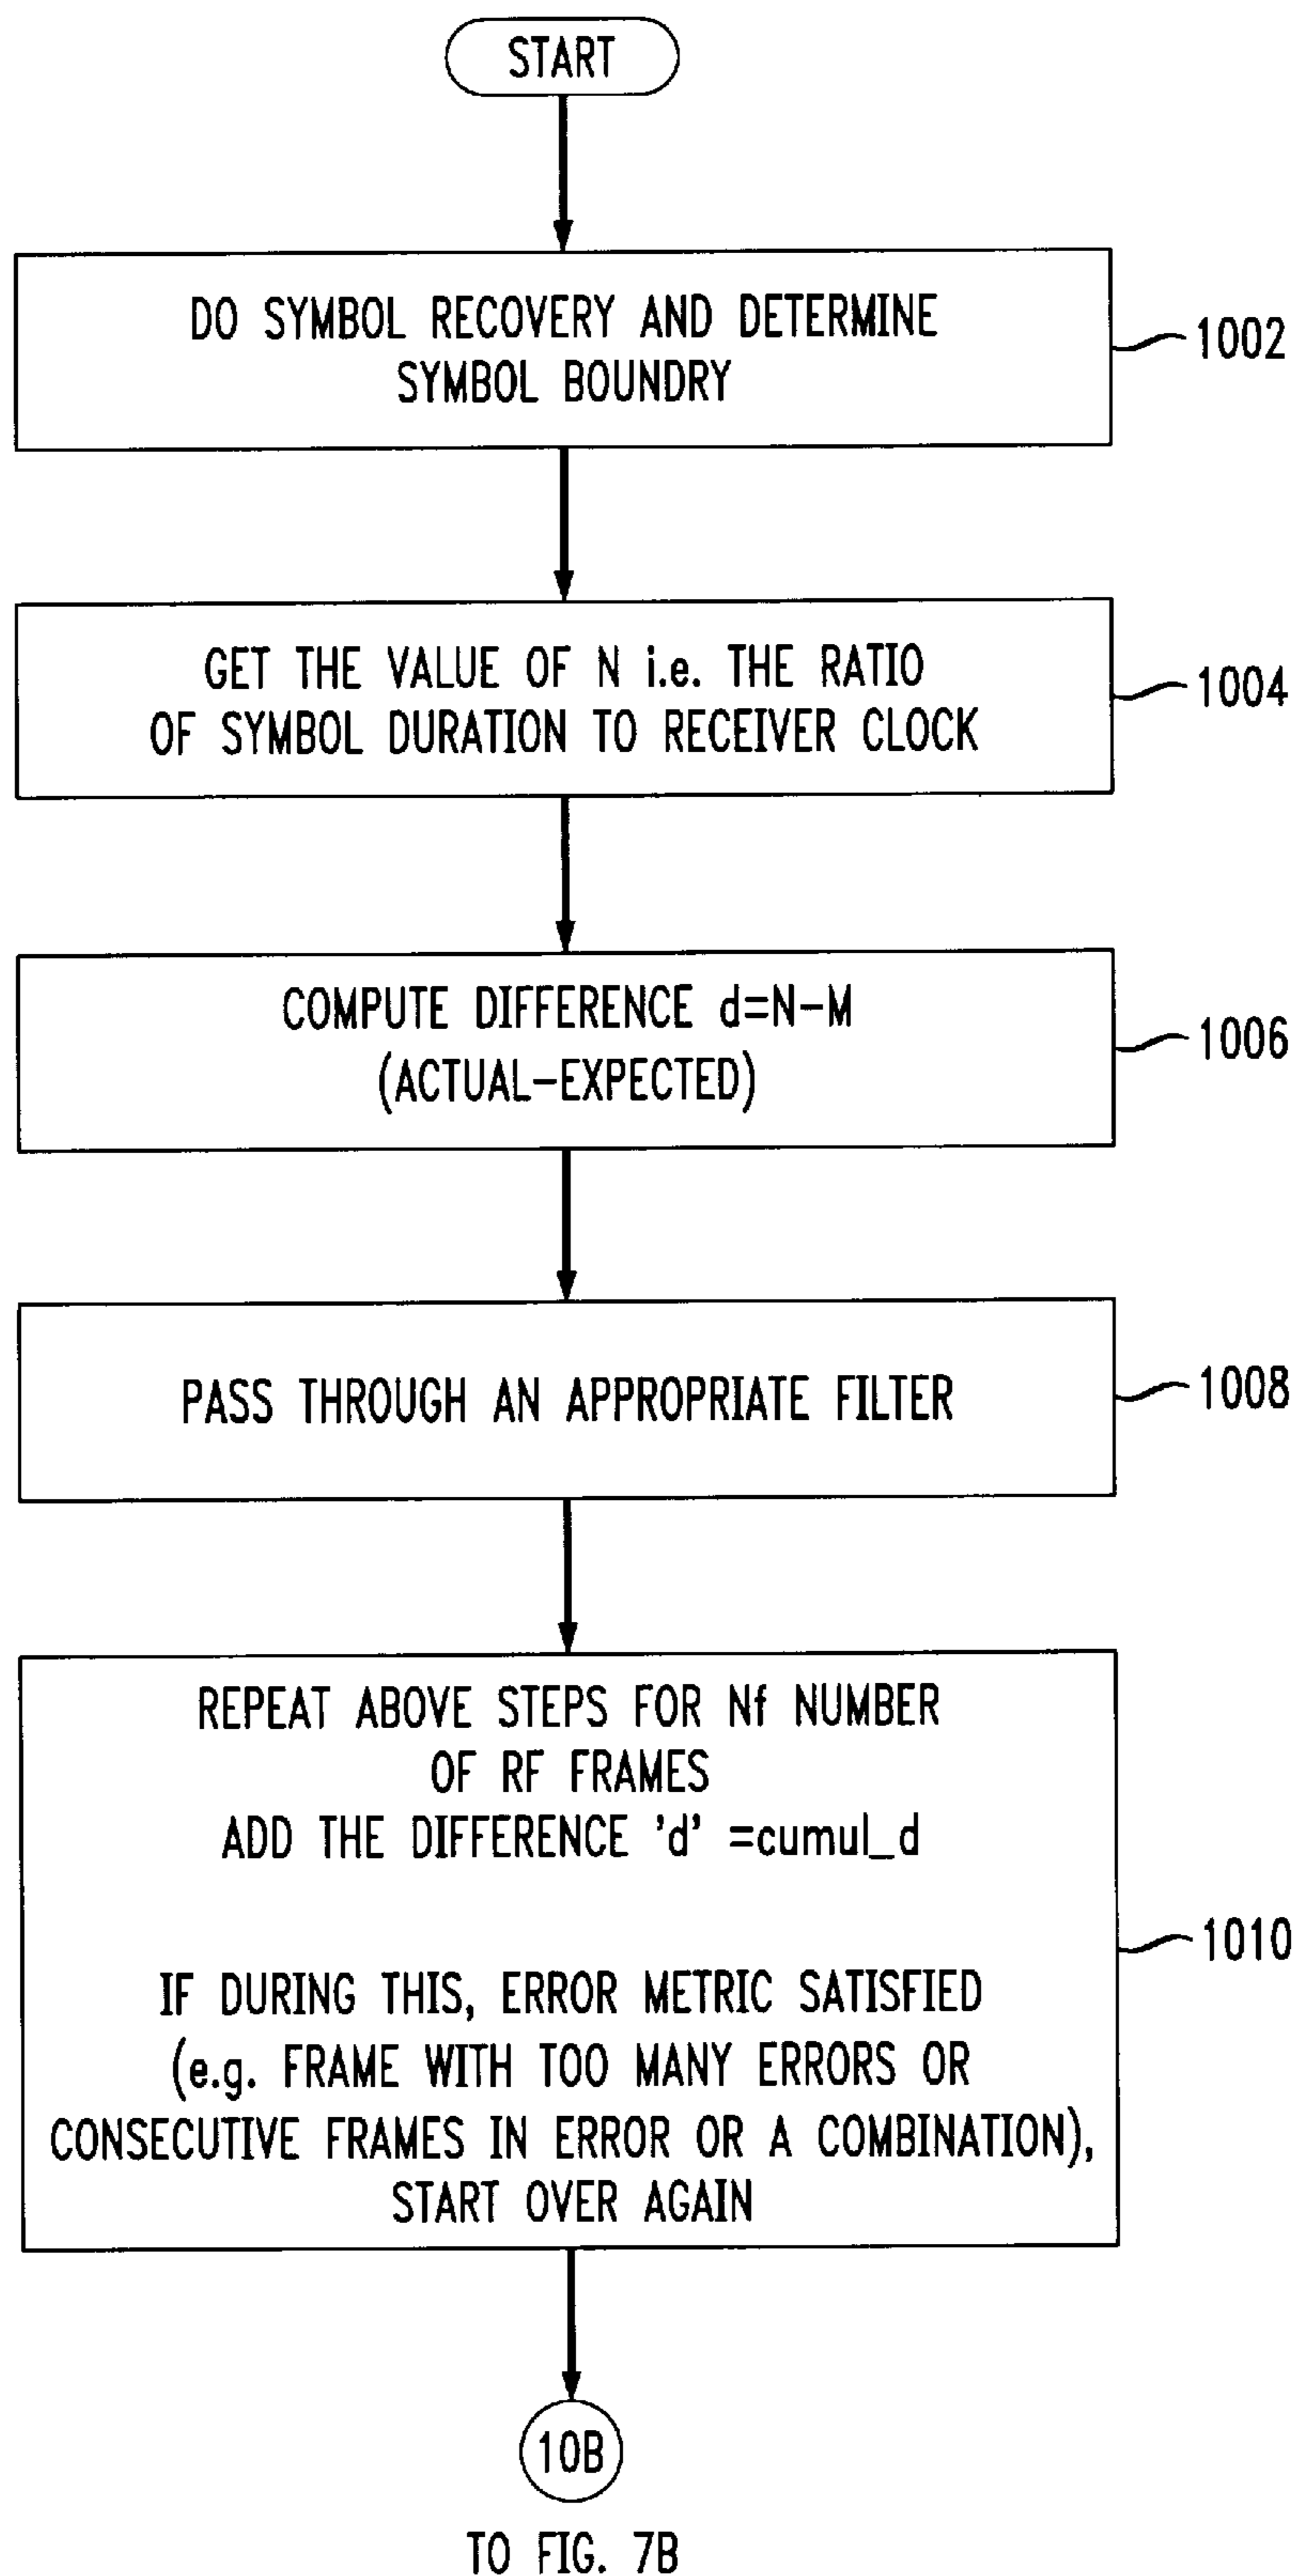 START
DO SYMBOL RECOVERY AND DETERMINE
SYMBOL BOUNDRY
1002
GET THE VALUE OF N i.e. THE RATIO
OF SYMBOL DURATION TO RECEIVER CLOCK
1004
COMPUTE DIFFERENCE d=N-M
(ACTUAL-EXPECTED)
1006
PASS THROUGH AN APPROPRIATE FILTER
1008
REPEAT ABOVE STEPS FOR Nf NUMBER
OF RF FRAMES
ADD THE DIFFERENCE 'd' =cumul_d
IF DURING THIS, ERROR METRIC SATISFIED
(e.g. FRAME WITH TOO MANY ERRORS OR
CONSECUTIVE FRAMES IN ERROR OR A COMBINATION),
START OVER AGAIN
1010
10B
TO FIG. 7B